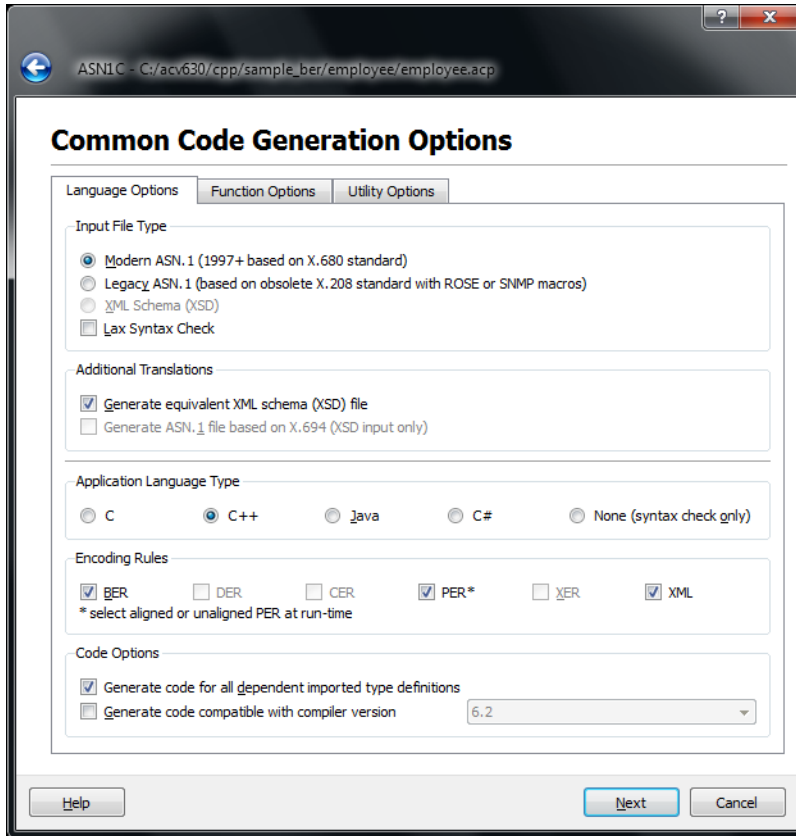 ?
x
ASN1C - C:/acv630/cpp/sample_ber/employee/employee.acp
Common Code Generation Options
Language Options Function Options Utility Options
Input File Type
Modern ASN.1 (1997+ based on X.680 standard)
Legacy ASN.1 (based on obsolete X.208 standard with ROSE or SNMP macros)
XML Schema (XSD)
Lax Syntax Check
Additional Translations
Generate equivalent XML schema (XSD) file
Generate ASN.1 file based on X.694 (XSD input only)
Application Language Type
C C++ Java C# None (syntax check only)
Encoding Rules
BER DER CER PER* XER XML
* select aligned or unaligned PER at run-time
Code Options
Generate code for all dependent imported type definitions
Generate code compatible with compiler version 6.2
Help Next Cancel